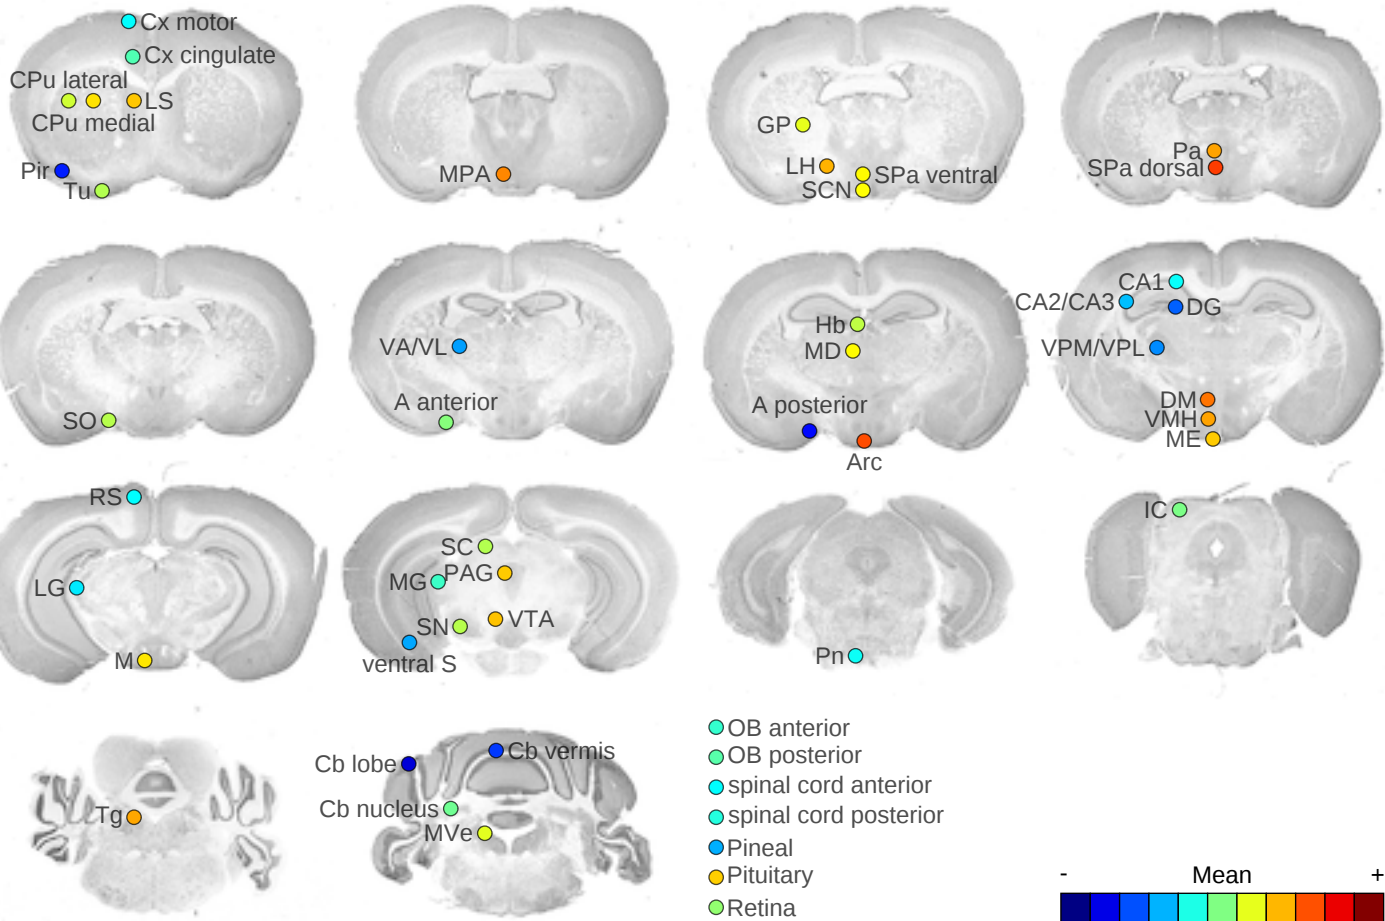 Cx motor
Cx cingulate
CPu lateral
LS
CPu medial
Pir
Tu
MPA
GP
LH
SPa ventral
SCN
Pa
SPa dorsal
SO
VA/VL
A anterior
Hb
MD
A posterior
Arc
CA1
CA2/CA3
DG
VPM/VPL
DM
VMH
ME
RS
LG
M
SC
MG
PAG
SN
VTA
ventral S
Pn
IC
Tg
Cb lobe
Cb vermis
Cb nucleus
MVe
OB anterior
OB posterior
spinal cord anterior
spinal cord posterior
Pineal
Pituitary
Retina
- Mean +